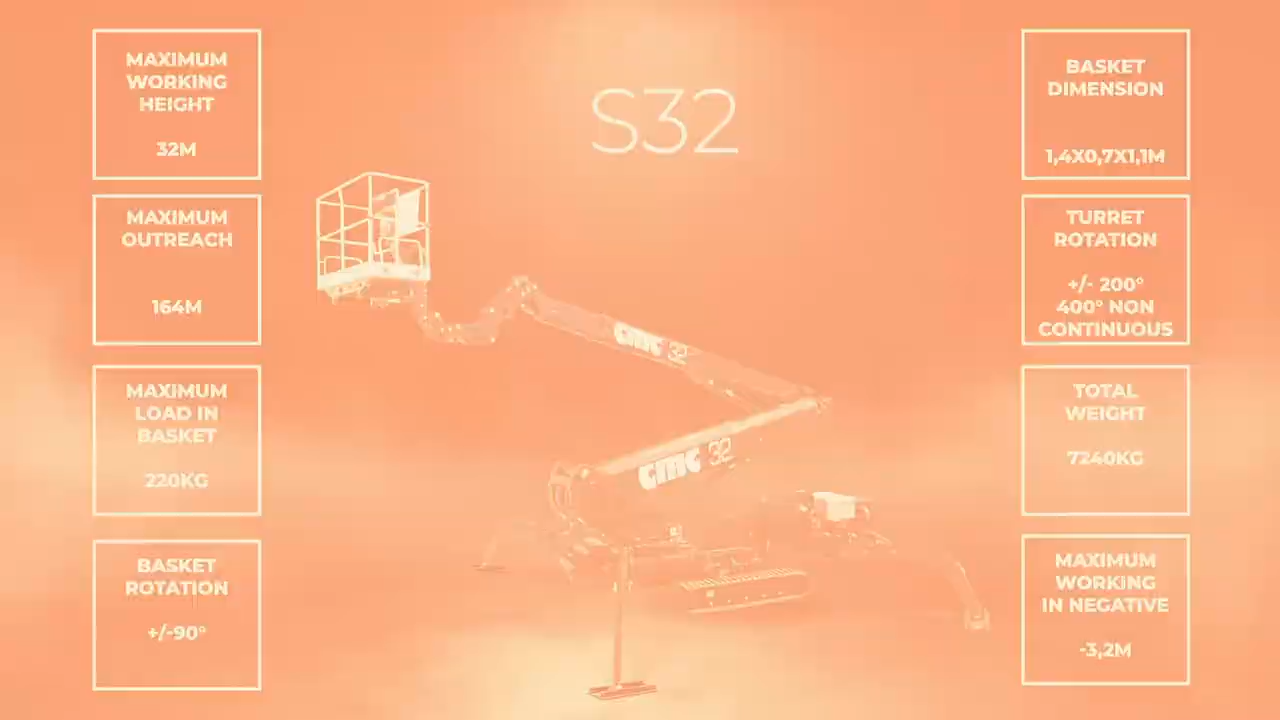 MAXIMUM
WORKING
HEIGHT
32M
MAXIMUM
OUTREACH
164M
MAXIMUM
LOAD IN
BASKET
220KG
BASKET
ROTATION
+/-90°
S32
GMG 32
GMG 32
BASKET
DIMENSION
1,4X0,7X1,1M
TURRET
ROTATION
+/- 200°
400° NON
CONTINUOUS
TOTAL
WEIGHT
7240KG
MAXIMUM
WORKING
IN NEGATIVE
-3,2M